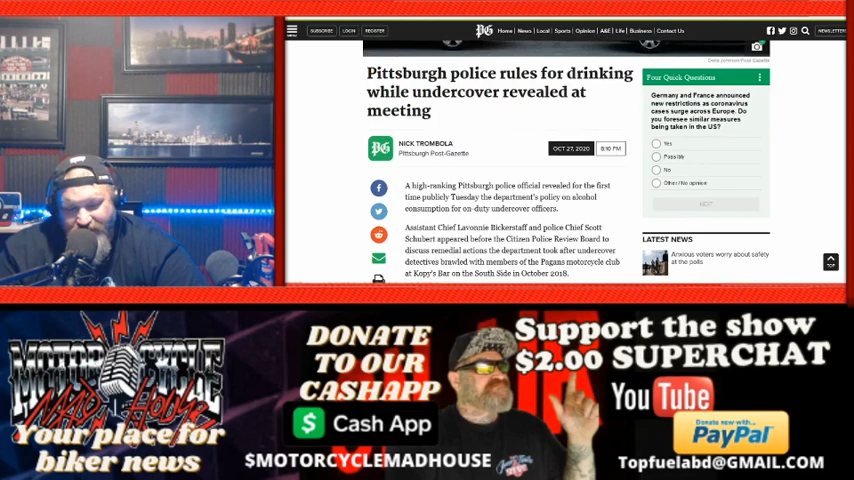 SUBSCRIBE LOGIN REGISTER
PG Home News Local Sports Opinion A&E Life Business Contact Us
NEWSLETTERS
Pittsburgh police rules for drinking
while undercover revealed at
meeting
PG
NICK TROMBOLA
Pittsburgh Post-Gazette
OCT 27, 2020
8:10 PM
A high-ranking Pittsburgh police official revealed for the first
time publicly Tuesday the department's policy on alcohol
consumption for on-duty undercover officers.
Assistant Chief Lavonnie Bickerstaff and police Chief Scott
Schubert appeared before the Citizen Police Review Board to
discuss remedial actions the department took after undercover
detectives brawled with members of the Pagans motorcycle club
at Kopy's Bar on the South Side in October 2018.
Four Quick Questions
Germany and France announced
new restrictions as coronavirus
cases surge across Europe. Do
you foresee similar measures
being taken in the US?
Yes
Possible
No
Other / No opinion
NEXT
LATEST NEWS
Anxious voters worry about safety
at the polls
TOP
MOTORCYCLE
MAD HOUSE
Your place for
biker news
DONATE
TO OUR
CASHAPP
$ Cash App
$MOTORCYCLEMADHOUSE
Support the show
$2.00 SUPERCHAT
YouTube
Donate now with...
PayPal
Topfuelabd@GMAIL.COM